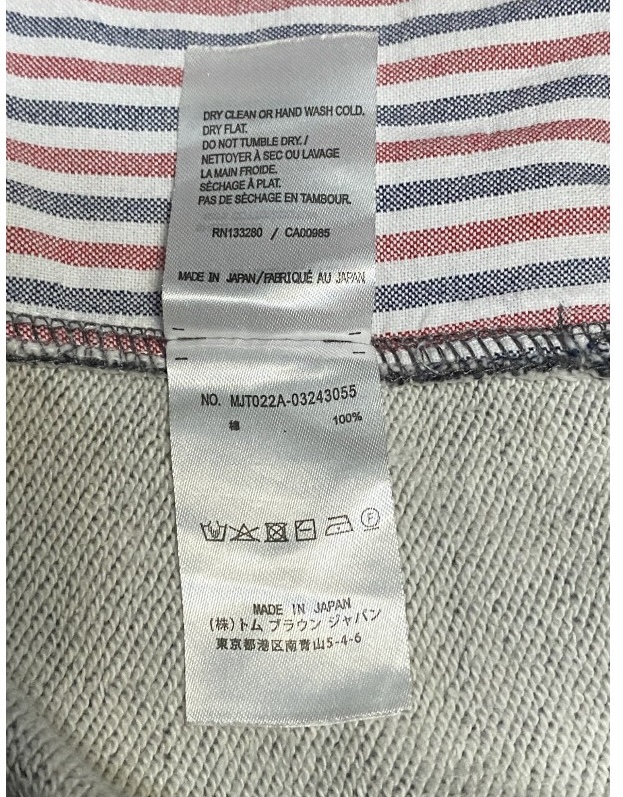 DRY CLEAN OR HAND WASH COLD.
DRY FLAT.
DO NOT TUMBLE DRY. /
NETTOYER À SEC OU LAVAGE
LA MAIN FROIDE.
SÉCHAGE À PLAT.
PAS DE SÉCHAGE EN TAMBOUR.
RN133280 / CA00985
MADE IN JAPAN/FABRIQUÉ AU JAPAN
NO. MJT022A-03243055
綿 100%
F
MADE IN JAPAN
(株)トム ブラウン ジャパン
東京都港区南青山5-4-6